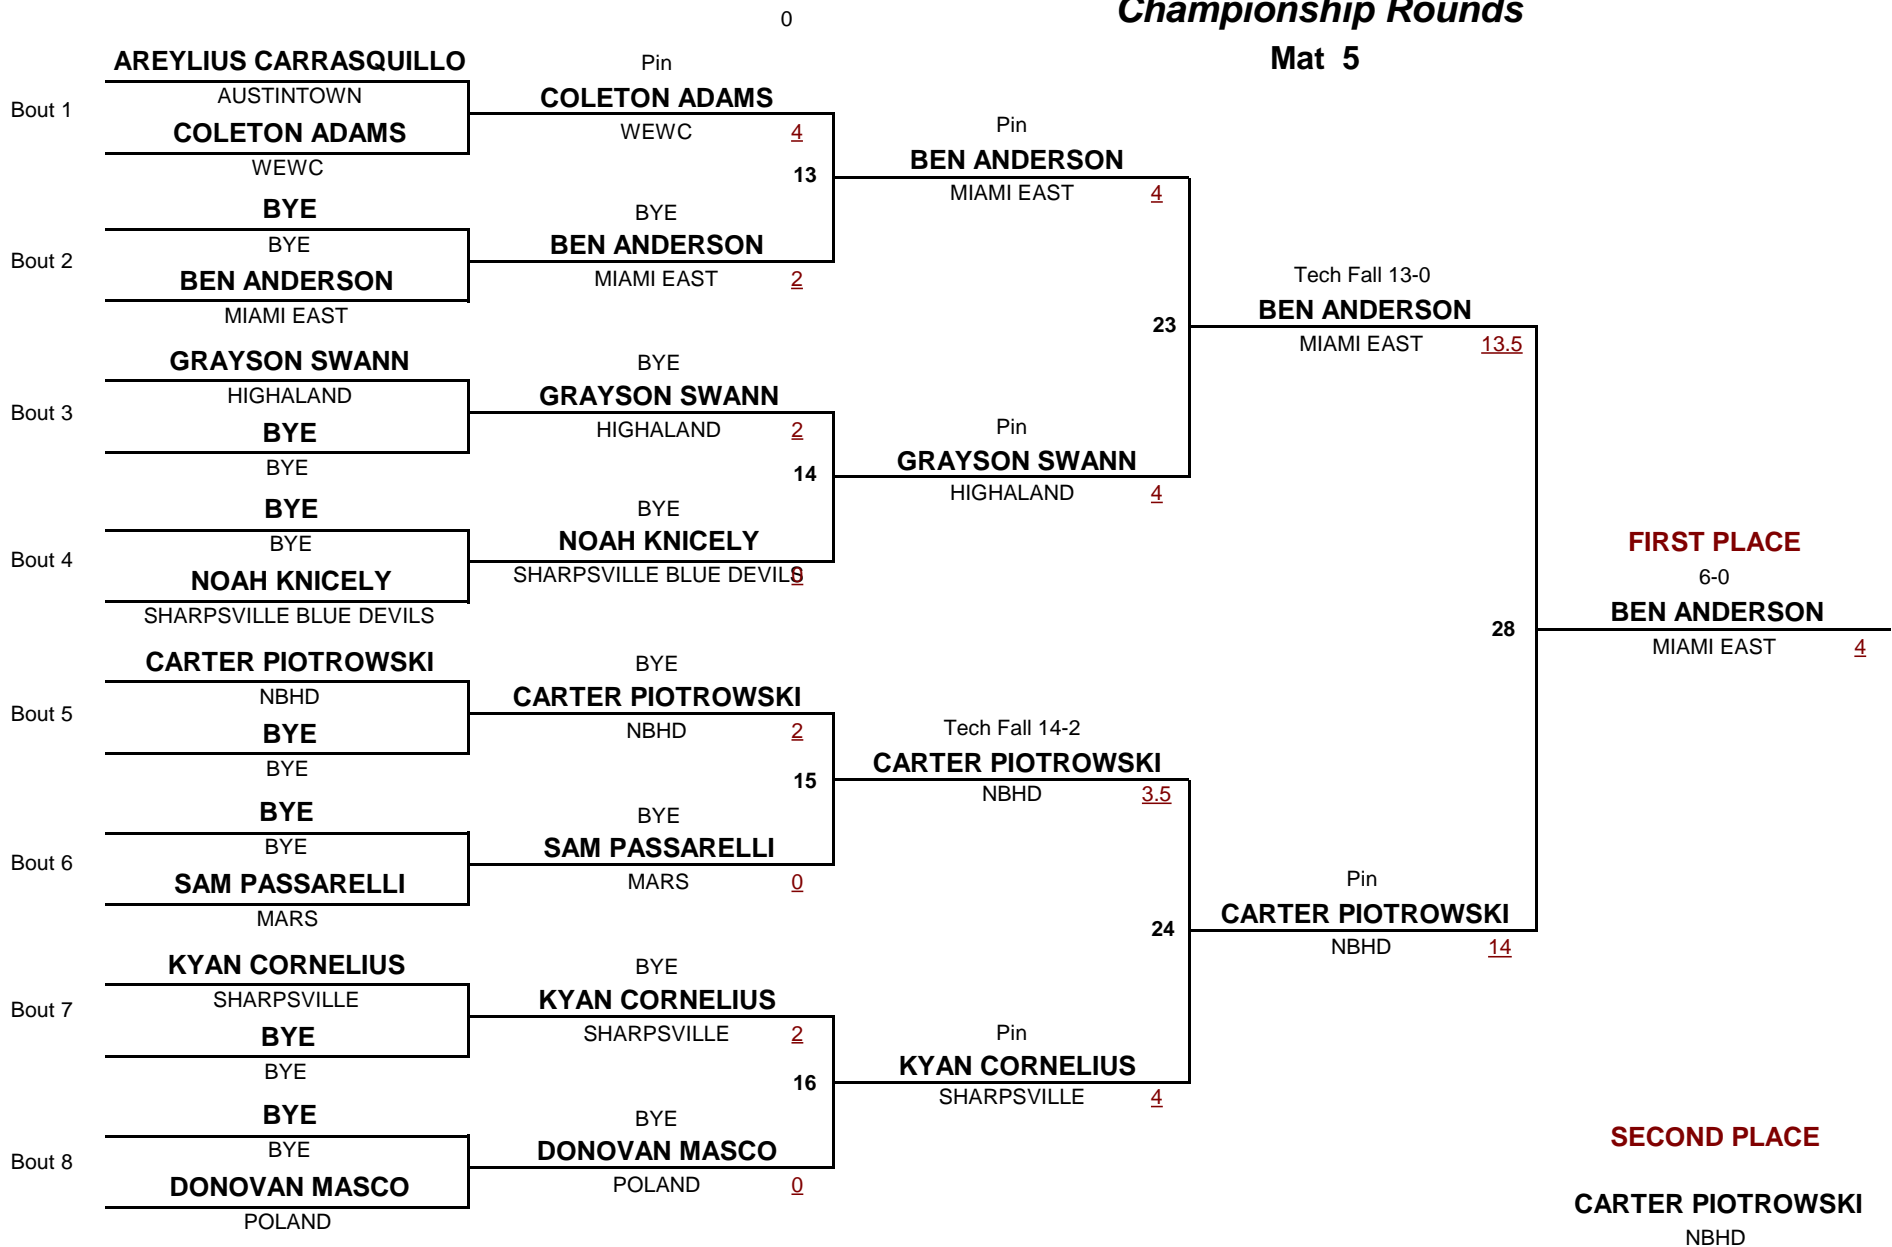 0
Championship Rounds
Mat 5
AREYLIUS CARRASQUILLO
AUSTINTOWN
Bout 1
COLETON ADAMS
WEWC
BYE
BYE
Bout 2
BEN ANDERSON
MIAMI EAST
GRAYSON SWANN
HIGHALAND
Bout 3
BYE
BYE
BYE
BYE
Bout 4
NOAH KNICELY
SHARPSVILLE BLUE DEVILS
CARTER PIOTROWSKI
NBHD
Bout 5
BYE
BYE
BYE
BYE
Bout 6
SAM PASSARELLI
MARS
KYAN CORNELIUS
SHARPSVILLE
Bout 7
BYE
BYE
BYE
BYE
Bout 8
DONOVAN MASCO
POLAND
Pin
COLETON ADAMS
WEWC 4
13
BYE
BEN ANDERSON
MIAMI EAST 2
BYE
GRAYSON SWANN
HIGHALAND 2
14
BYE
NOAH KNICELY
SHARPSVILLE BLUE DEVILS 0
BYE
CARTER PIOTROWSKI
NBHD 2
15
BYE
SAM PASSARELLI
MARS 0
BYE
KYAN CORNELIUS
SHARPSVILLE 2
16
BYE
DONOVAN MASCO
POLAND 0
Pin
BEN ANDERSON
MIAMI EAST 4
23
Pin
GRAYSON SWANN
HIGHALAND 4
Tech Fall 14-2
CARTER PIOTROWSKI
NBHD 3.5
24
Pin
KYAN CORNELIUS
SHARPSVILLE 4
Tech Fall 13-0
BEN ANDERSON
MIAMI EAST 13.5
28
Pin
CARTER PIOTROWSKI
NBHD 14
FIRST PLACE
6-0
BEN ANDERSON
MIAMI EAST 4
SECOND PLACE
CARTER PIOTROWSKI
NBHD